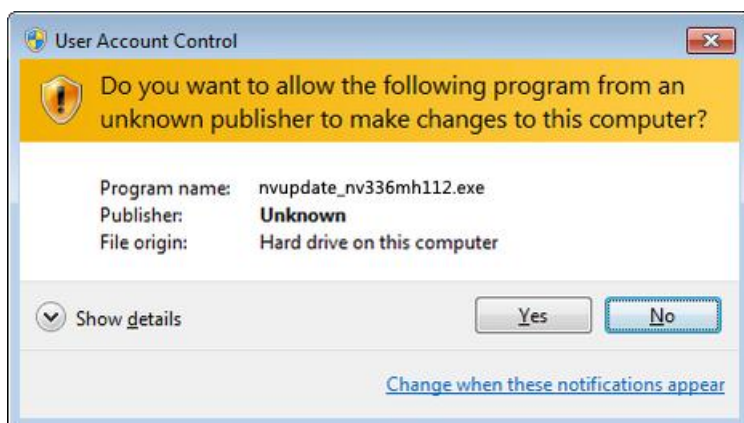 User Account Control
Do you want to allow the following program from an
unknown publisher to make changes to this computer?
Program name: nvupdate_nv336mh112.exe
Publisher: Unknown
File origin: Hard drive on this computer
Show details
Yes
No
Change when these notifications appear